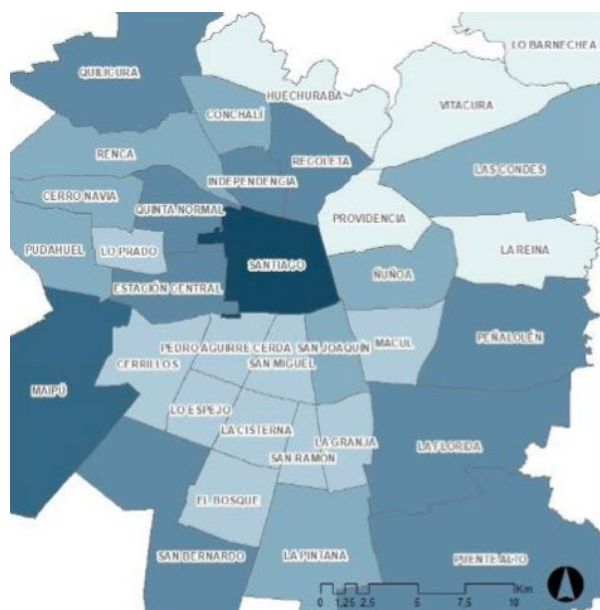 LO BARNECHEA
QUILICURA
HUECHURABA
VITACURA
CONCHALÍ
RENCA
RECOLETA
INDEPENDENCIA
LAS CONDES
CERRO NAVIA
QUINTA NORMAL
PROVIDENCIA
PUDAHUEL
LO PRADO
SANTIAGO
LA REINA
ESTACIÓN CENTRAL
ÑUÑOA
PEDRO AGUIRRE CERDA
SAN JOAQUÍN
MACUL
PEÑALOLÉN
CERRILLOS
SAN MIGUEL
MAIPÚ
LO ESPEJO
LA CISTERNA
LA GRANJA
LA FLORIDA
SAN RAMÓN
EL BOSQUE
SAN BERNARDO
LA PINTANA
PUENTE ALTO
Km
0 1,25 2,5 5 7,5 10